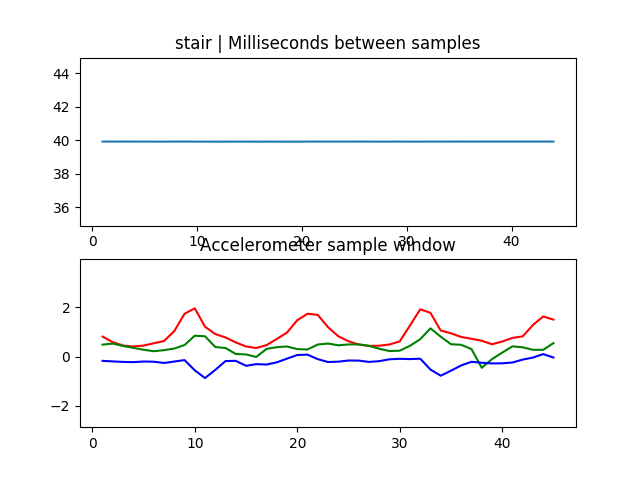 stair | Milliseconds between samples
44
42
40
38
36
0 10 20 30 40
Accelerometer sample window
2
0
−2
0 10 20 30 40